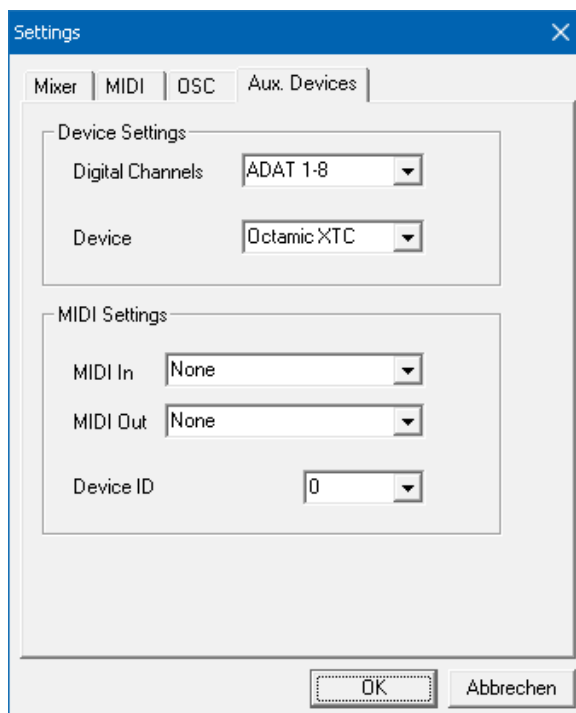 Settings
Mixer MIDI OSC Aux. Devices
Device Settings
Digital Channels ADAT 1-8
Device Octamic XTC
MIDI Settings
MIDI In None
MIDI Out None
Device ID 0
OK Abbrechen